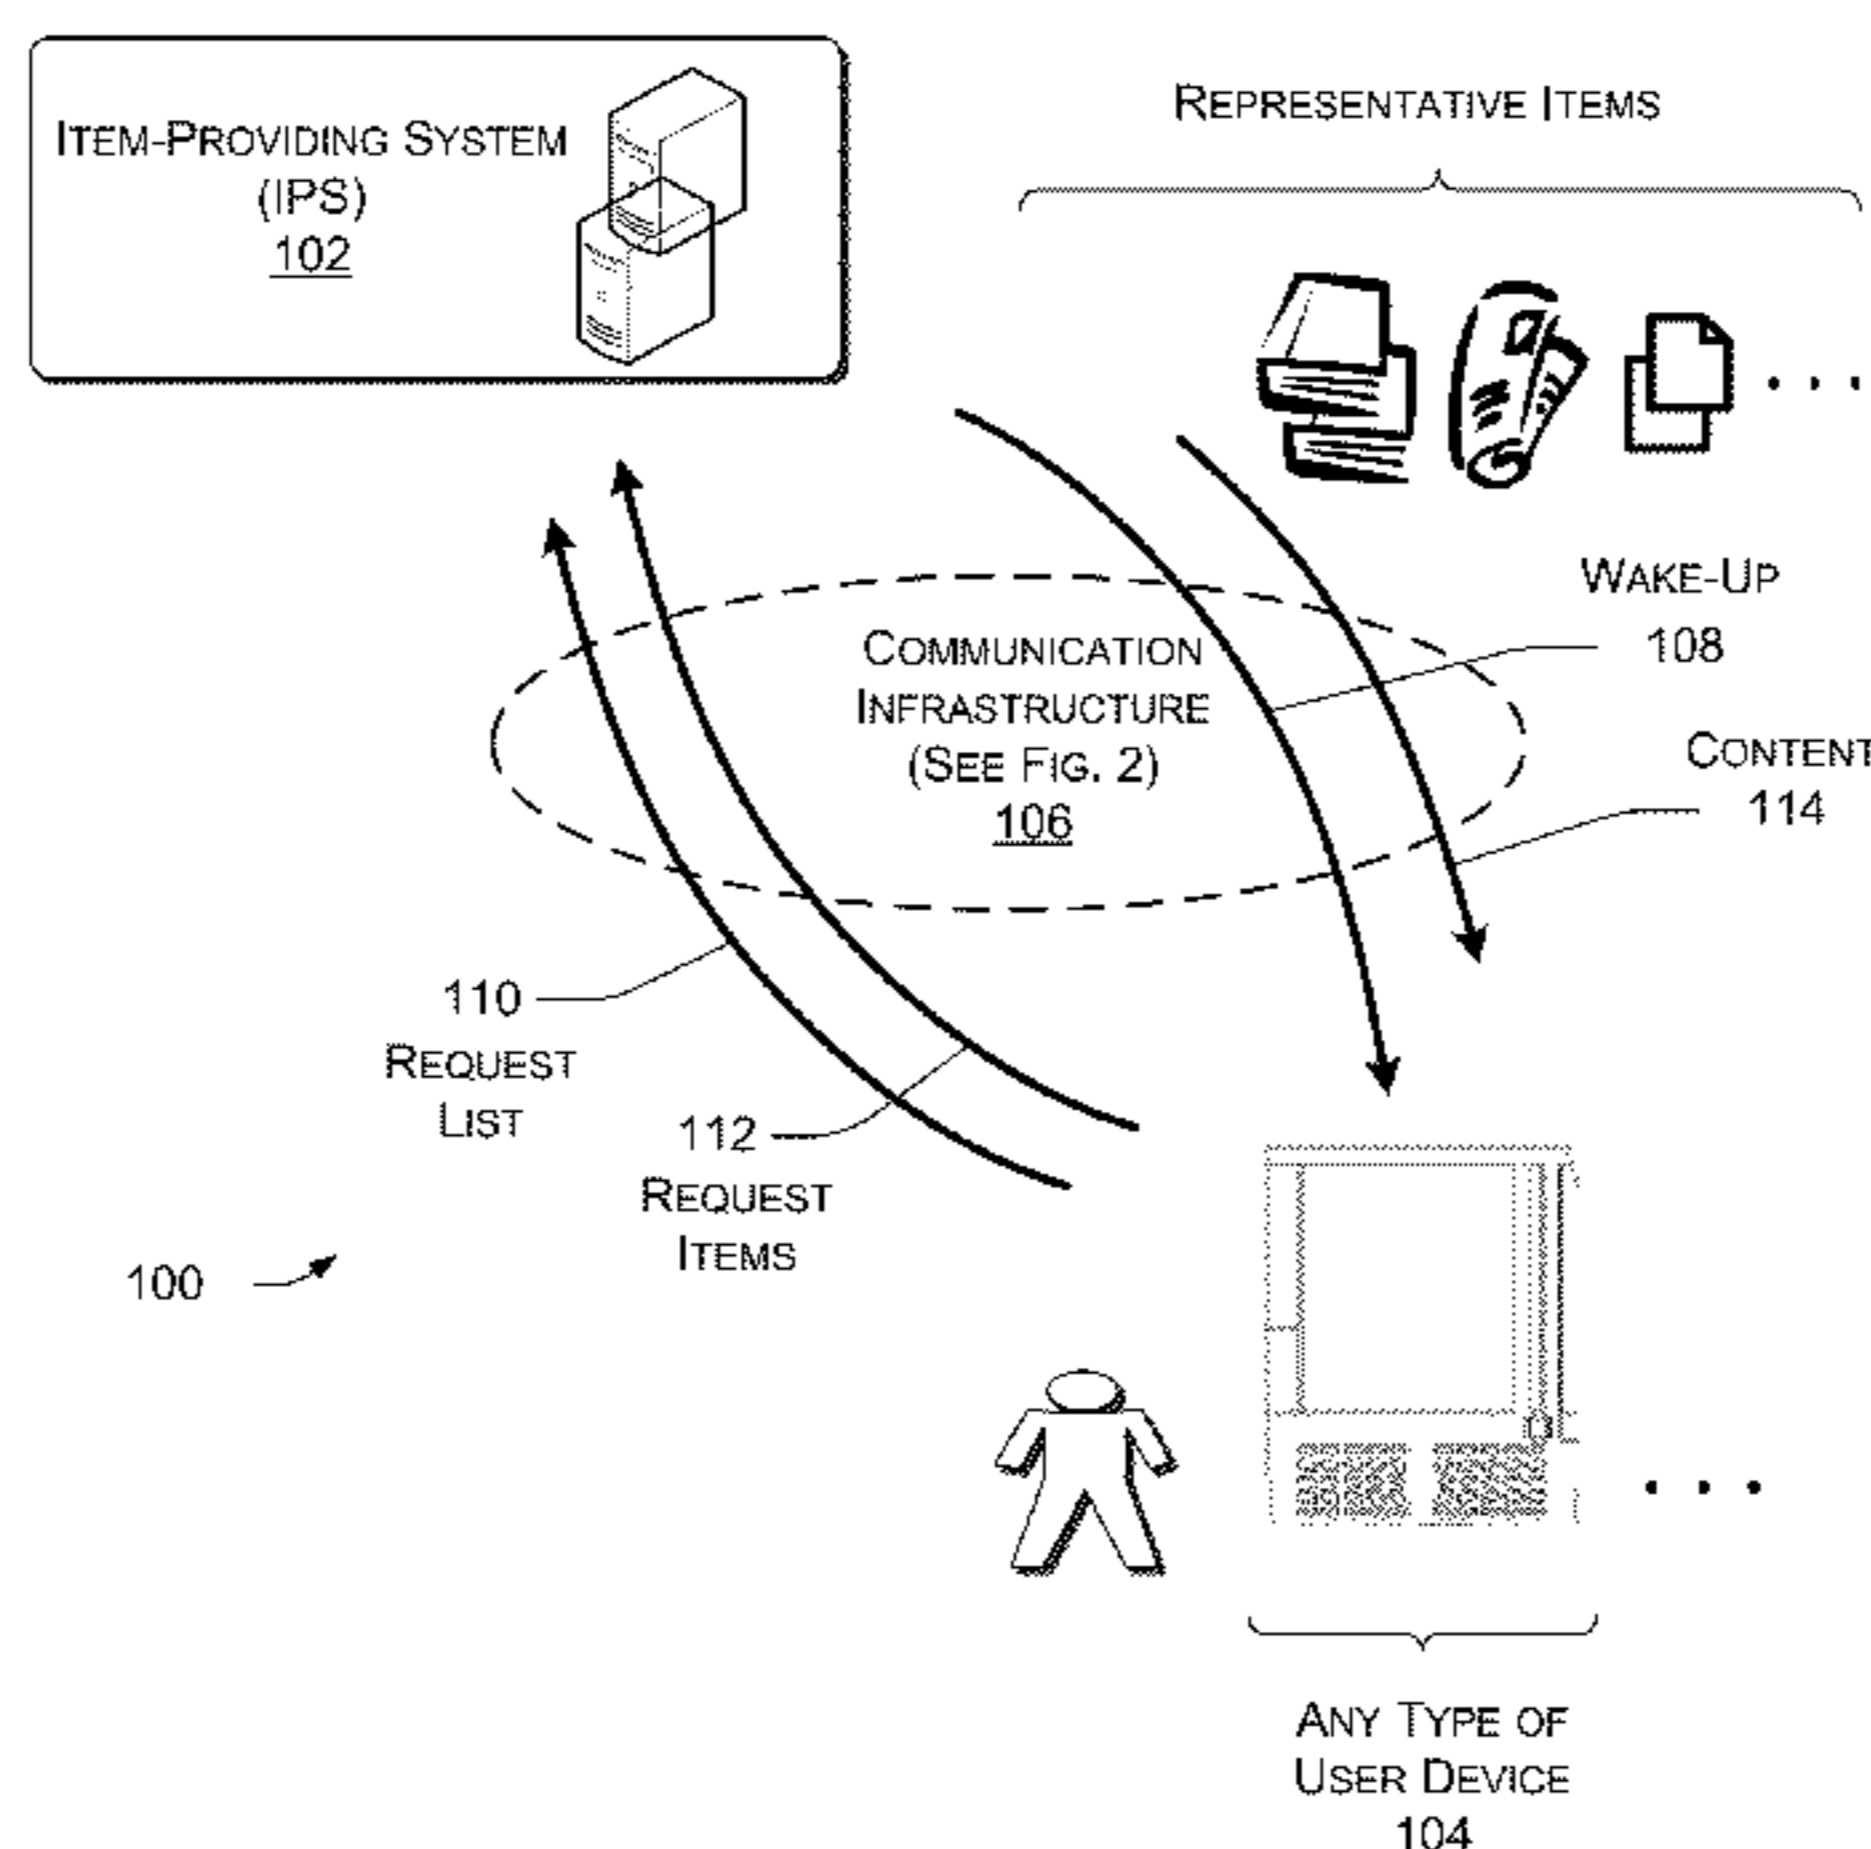 ITEM-PROVIDING SYSTEM
(IPS)
102
REPRESENTATIVE ITEMS
WAKE-UP
108
COMMUNICATION
INFRASTRUCTURE
(SEE FIG. 2)
106
CONTENT
114
110
REQUEST
LIST
112
REQUEST
ITEMS
100
ANY TYPE OF
USER DEVICE
104